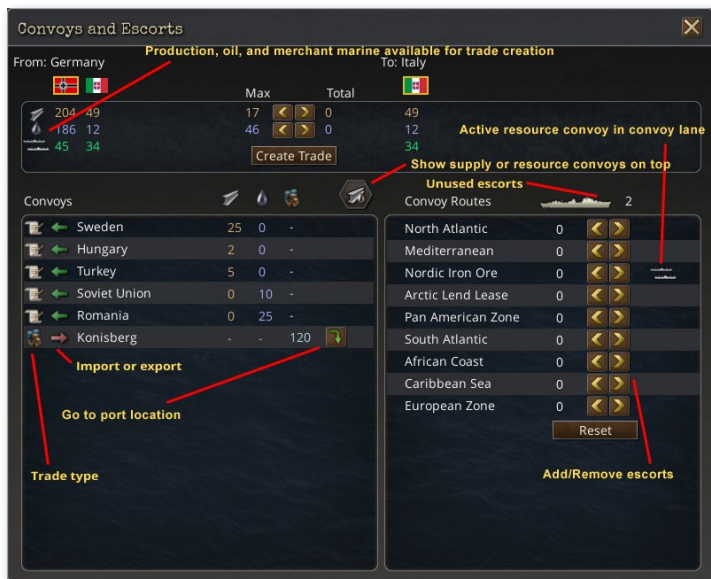 Convoys and Escorts
Production, oil, and merchant marine available for trade creation
From: Germany
To: Italy
Max Total
204 49 17 0 49
186 12 46 0 12
45 34 34
Active resource convoy in convoy lane
Create Trade
Show supply or resource convoys on top
Unused escorts
Convoys
Convoy Routes 2
Sweden 25 0 -
Hungary 2 0 -
Turkey 5 0 -
Soviet Union 0 10 -
Romania 0 25 -
Konisberg - - 120
North Atlantic 0
Mediterranean 0
Nordic Iron Ore 0
Arctic Lend Lease 0
Pan American Zone 0
South Atlantic 0
African Coast 0
Caribbean Sea 0
European Zone 0
Reset
Import or export
Go to port location
Trade type
Add/Remove escorts